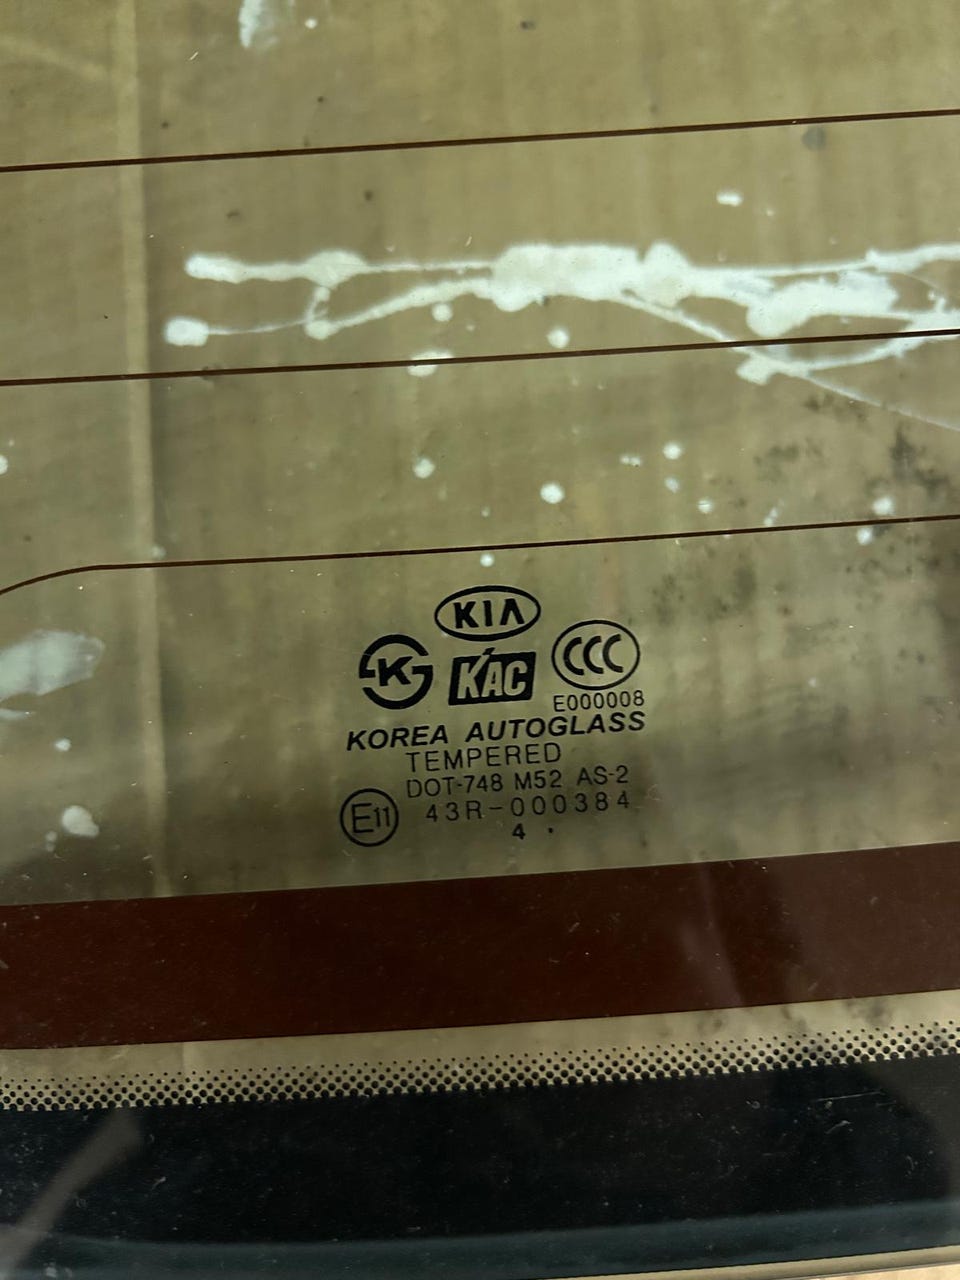 KIA
K
KAC
CCC
E000008
KOREA AUTOGLASS
TEMPERED
DOT-748 M52 AS-2
E11
43R-000384
4 .